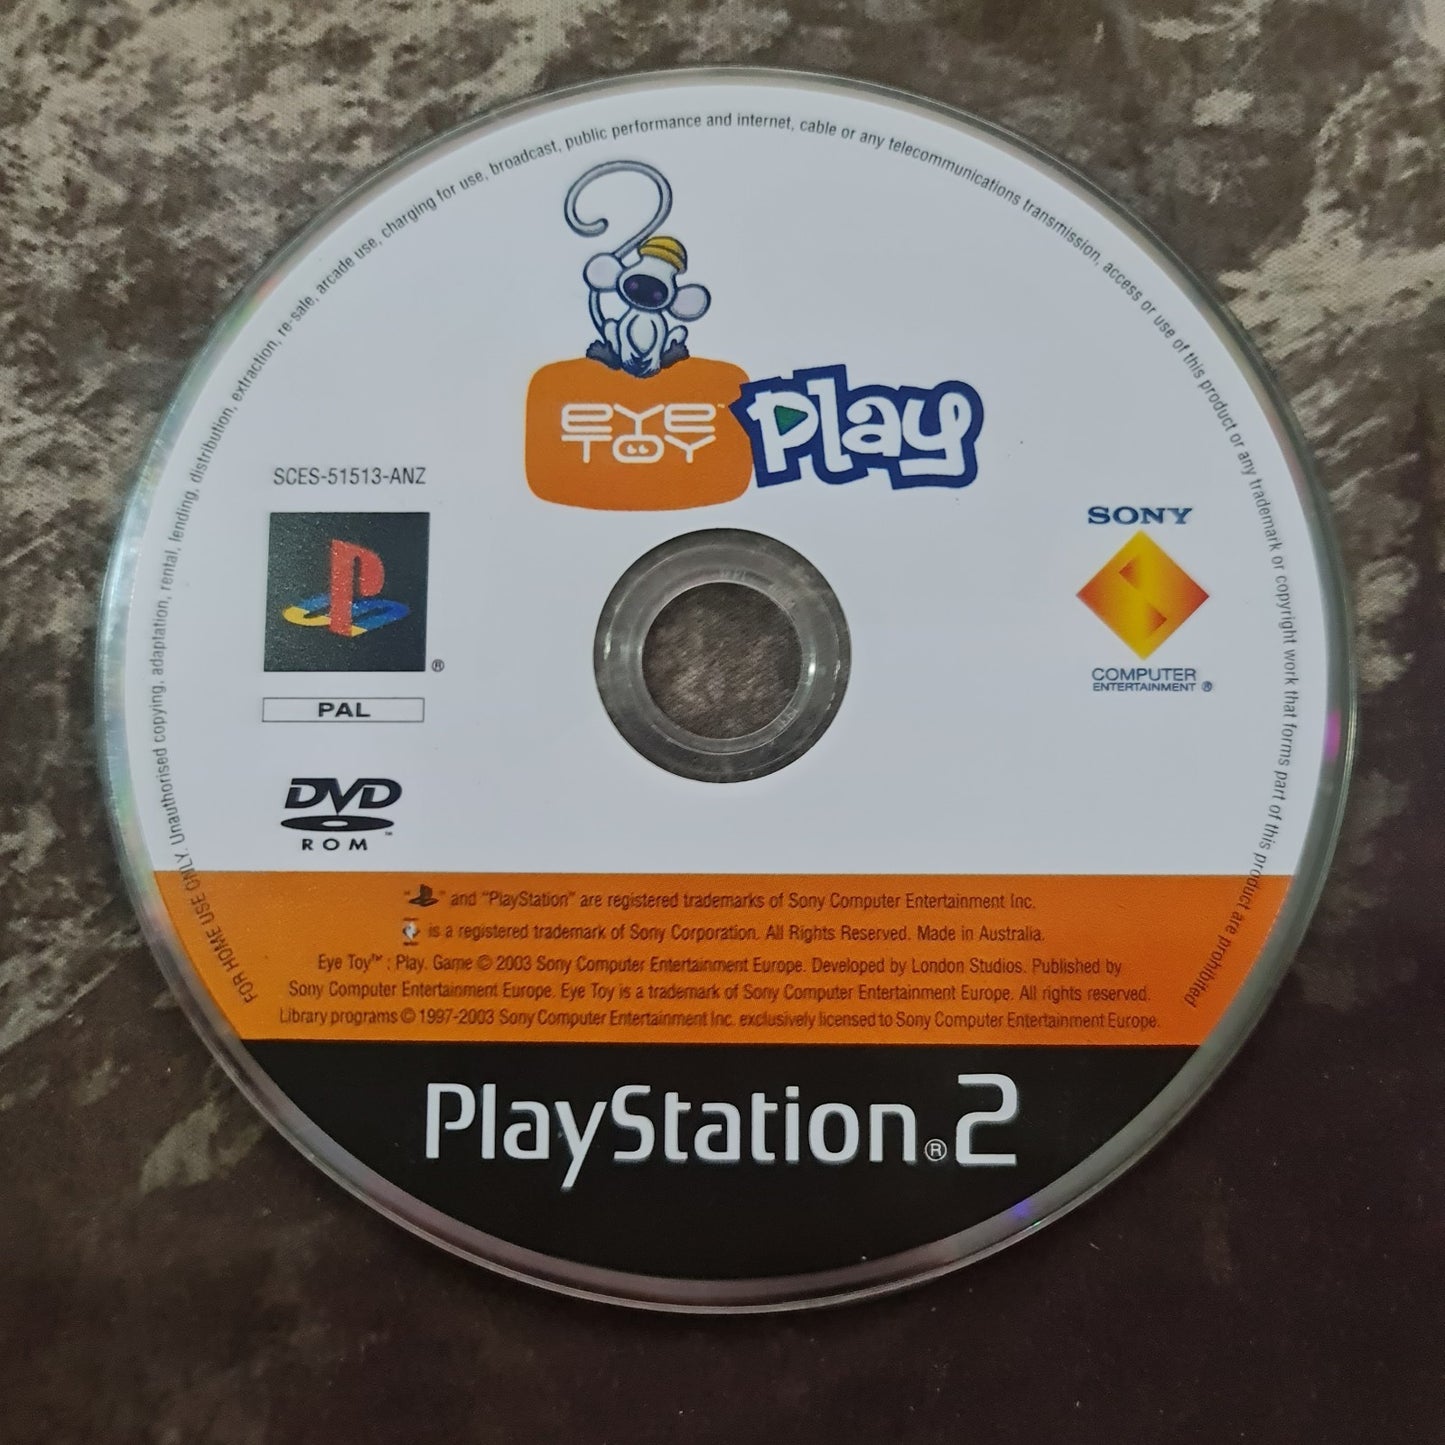 FOR HOME USE ONLY. Unauthorised copying, adaptation, rental, lending, distribution, extraction, re-sale, arcade use, charging for use, broadcast, public performance and internet, cable or any telecommunications transmission, access or use of this product or any trademark or copyright work that forms part of this product are prohibited
EYE™
TOY
Play
SCES-51513-ANZ
®
PAL
DVD
™
ROM
SONY
COMPUTER
ENTERTAINMENT ®
" " and "PlayStation" are registered trademarks of Sony Computer Entertainment Inc.
is a registered trademark of Sony Corporation. All Rights Reserved. Made in Australia.
Eye Toy™ : Play. Game © 2003 Sony Computer Entertainment Europe. Developed by London Studios. Published by
Sony Computer Entertainment Europe. Eye Toy is a trademark of Sony Computer Entertainment Europe. All rights reserved.
Library programs © 1997-2003 Sony Computer Entertainment Inc. exclusively licensed to Sony Computer Entertainment Europe.
PlayStation®2